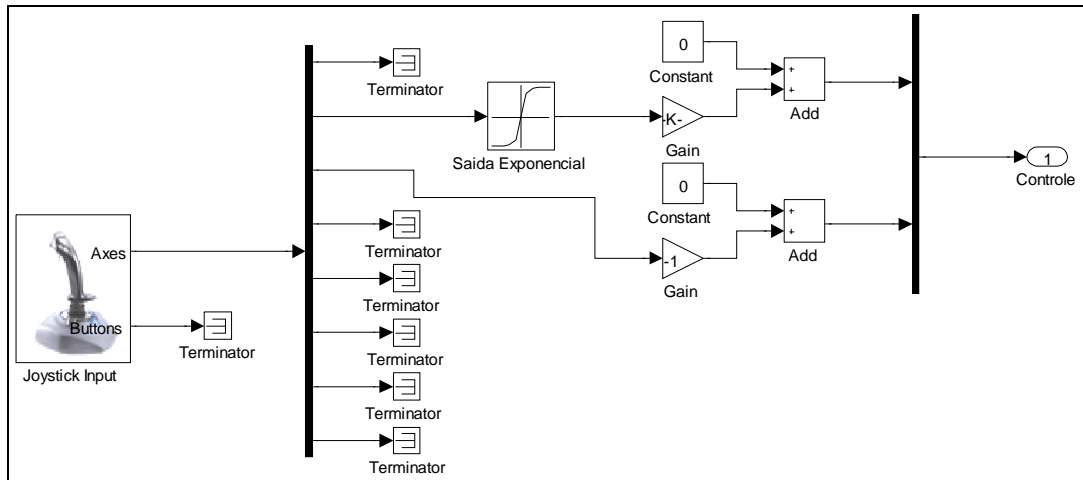 Terminator
0
Constant
+
+
Add
Saida Exponencial
-K-
Gain
1
Controle
0
Constant
+
+
Add
-1
Gain
Axes
Buttons
Joystick Input
Terminator
Terminator
Terminator
Terminator
Terminator
Terminator